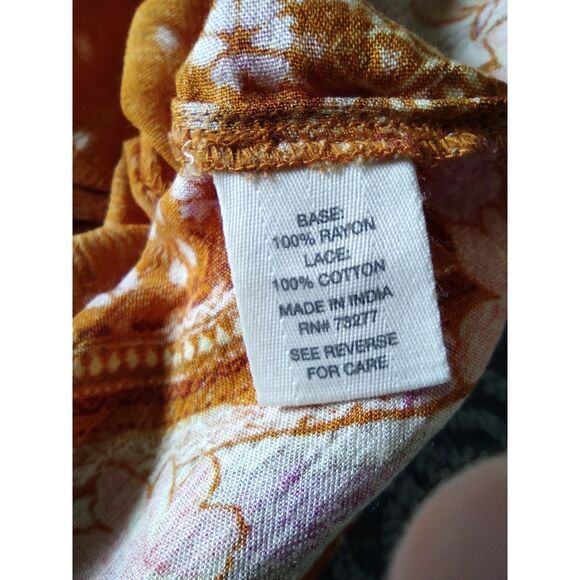 BASE:
100% RAYON
LACE:
100% COTTON
MADE IN INDIA
RN# 73277
SEE REVERSE
FOR CARE